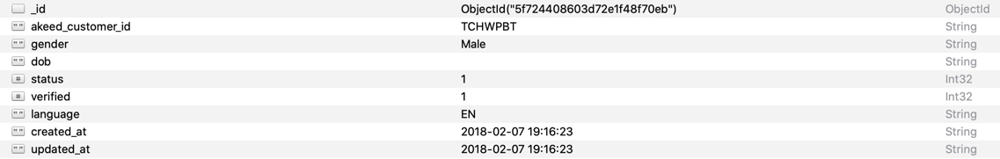 _id ObjectId("5f724408603d72e1f48f70eb") ObjectId
"" akeed_customer_id TCHWPBT String
"" gender Male String
"" dob String
# status 1 Int32
# verified 1 Int32
"" language EN String
"" created_at 2018-02-07 19:16:23 String
"" updated_at 2018-02-07 19:16:23 String